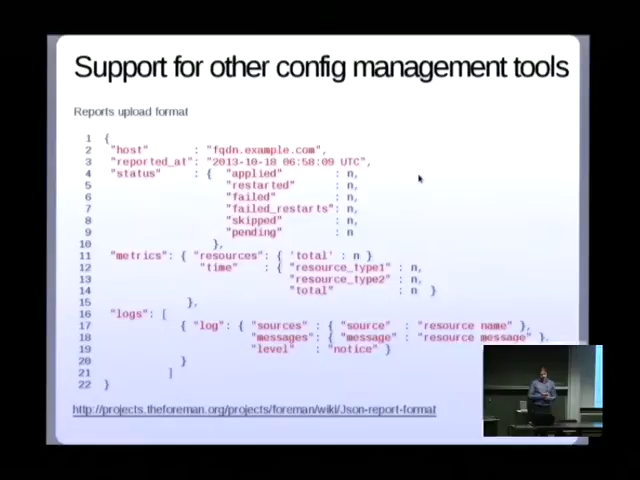 Support for other config management tools
Reports upload format
1 {
2 "host" : "fqdn.example.com",
3 "reported_at": "2013-10-18 06:58:09 UTC",
4 "status" : { "applied" : n,
5 "restarted" : n,
6 "failed" : n,
7 "failed_restarts": n,
8 "skipped" : n,
9 "pending" : n
10 },
11 "metrics": { "resources": { 'total' : n }
12 "time" : { "resource_type1" : n,
13 "resource_type2" : n,
14 "total" : n }
15 },
16 "logs": [
17 { "log": { "sources" : { "source" : "resource name" },
18 "messages": { "message" : "resource message" },
19 "level" : "notice" }
20 }
21 ]
22 }
http://projects.theforeman.org/projects/foreman/wiki/Json-report-format